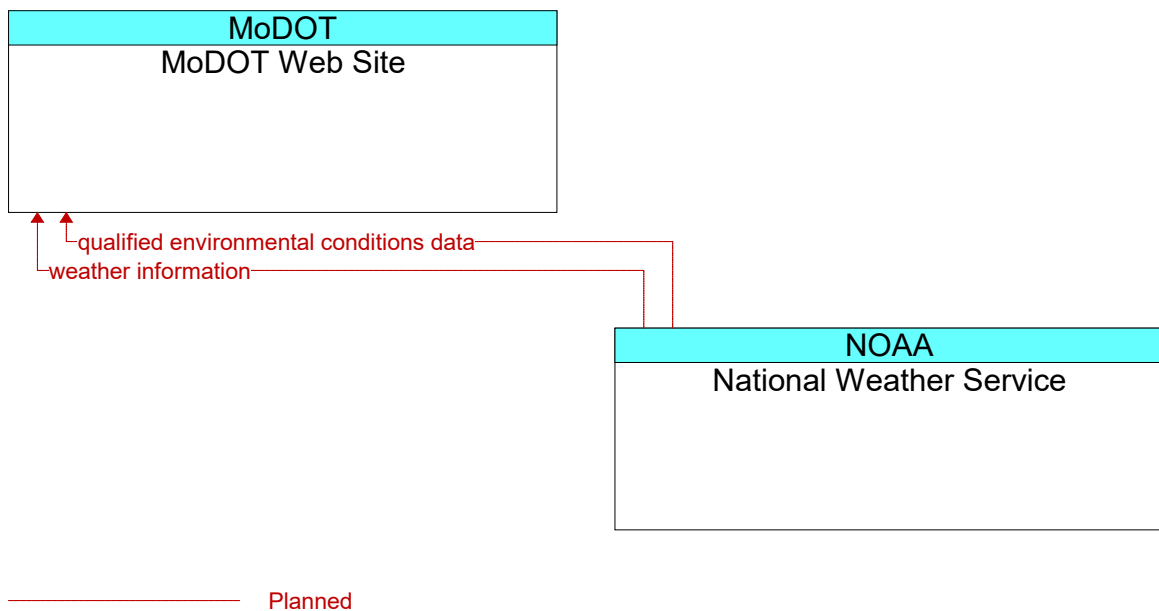 MoDOT
MoDOT Web Site
qualified environmental conditions data
weather information
NOAA
National Weather Service
Planned